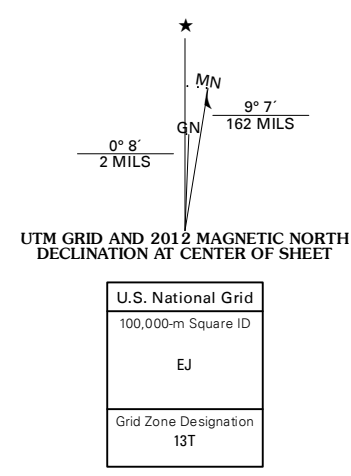 ★
MN
GN
9° 7´
162 MILS
0° 8´
2 MILS
UTM GRID AND 2012 MAGNETIC NORTH
DECLINATION AT CENTER OF SHEET
U.S. National Grid
100,000-m Square ID
EJ
Grid Zone Designation
13T